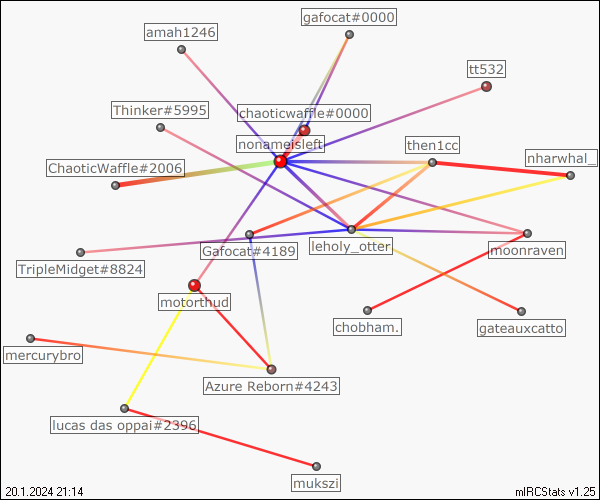 gafocat#0000
amah1246
tt532
Thinker#5995
chaoticwaffle#0000
nonameisleft
then1cc
nharwhal_
ChaoticWaffle#2006
Gafocat#4189
leholy_otter
moonraven
TripleMidget#8824
motorthud
chobham.
gateauxcatto
mercurybro
Azure Reborn#4243
lucas das oppai#2396
mukszi
20.1.2024 21:14
mIRCStats v1.25